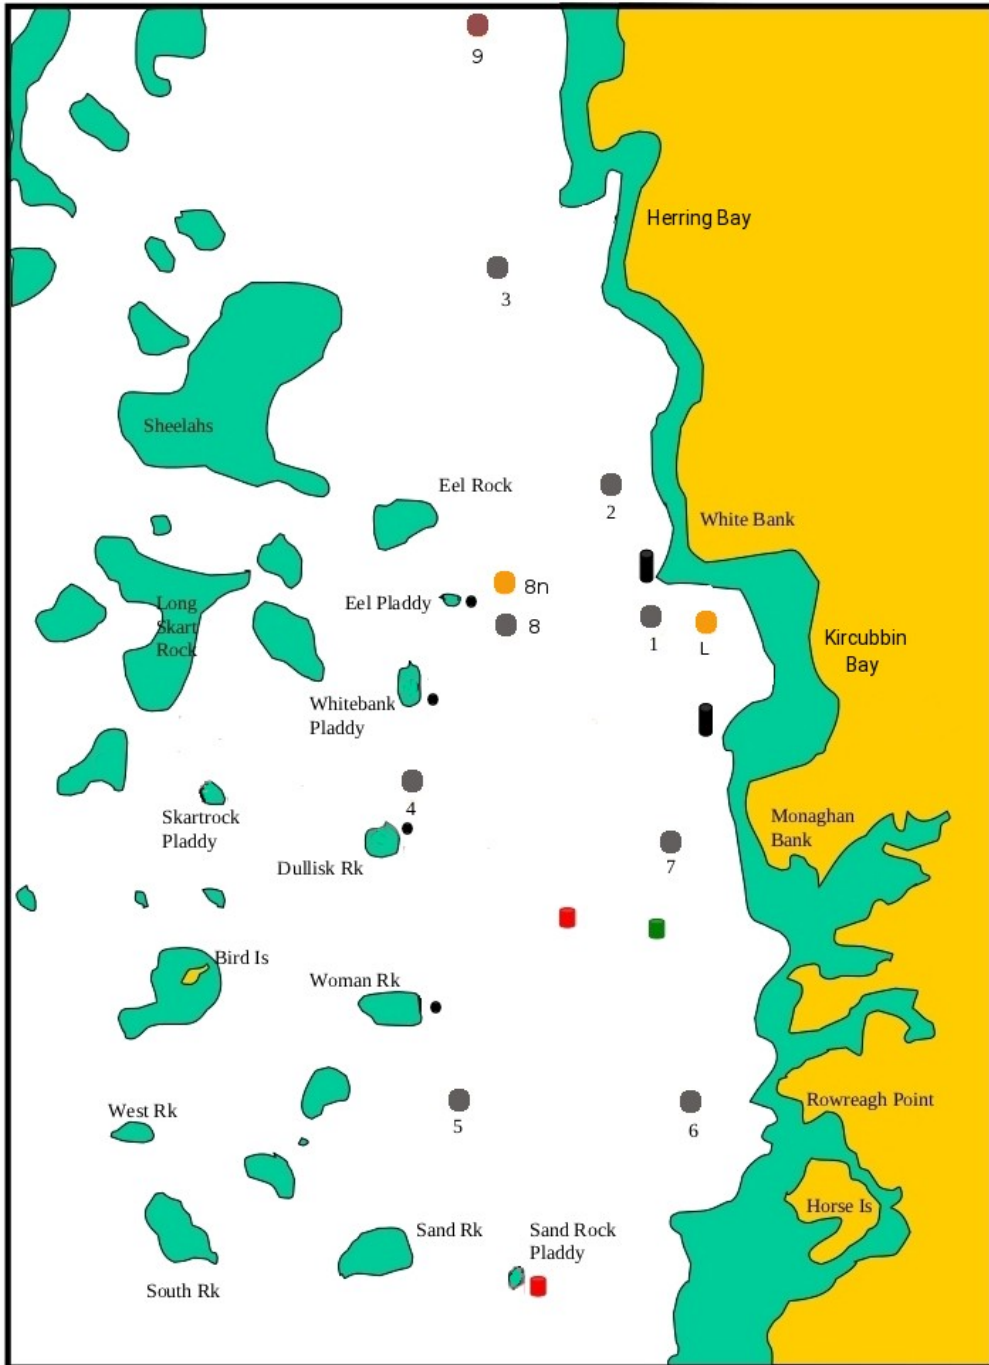 9
Herring Bay
3
Sheelahs
Eel Rock
2
White Bank
8n
Eel Pladdy
Long
Skart
Rock
8
1
L
Kircubbin
Bay
Whitebank
Pladdy
4
Skartrock
Pladdy
Monaghan
Bank
Dullisk Rk
7
Bird Is
Woman Rk
West Rk
5
6
Rowreagh Point
Horse Is
Sand Rk
Sand Rock
Pladdy
South Rk